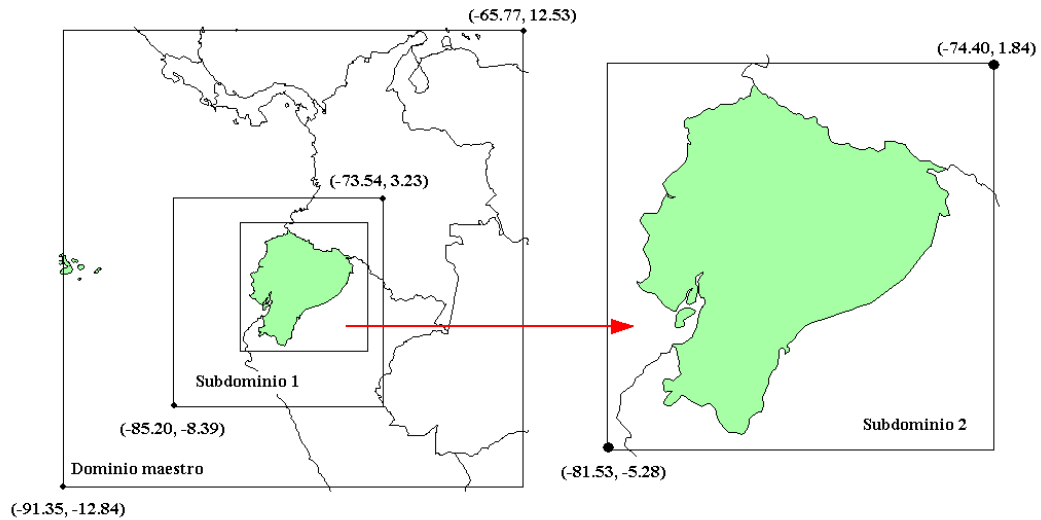 (-65.77, 12.53)
(-74.40, 1.84)
(-73.54, 3.23)
Subdominio 1
(-85.20, -8.39)
Subdominio 2
Dominio maestro
(-81.53, -5.28)
(-91.35, -12.84)